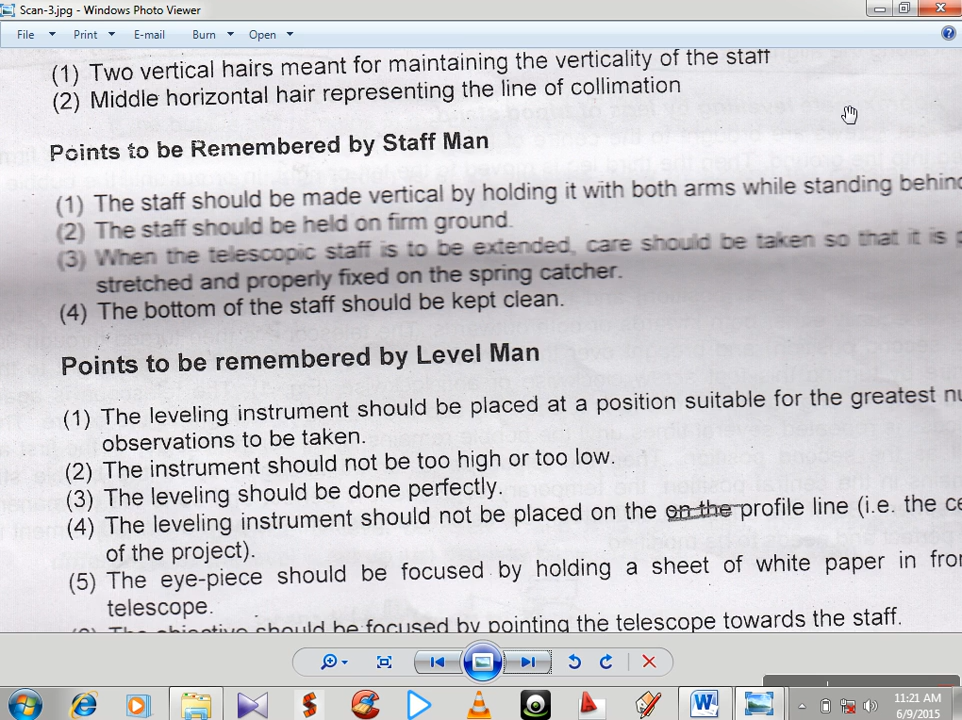 Scan-3.jpg - Windows Photo Viewer
File Print E-mail Burn Open
(1) Two vertical hairs meant for maintaining the verticality of the staff
(2) Middle horizontal hair representing the line of collimation
Points to be Remembered by Staff Man
(1) The staff should be made vertical by holding it with both arms while standing behin
(2) The staff should be held on firm ground.
(3) When the telescopic staff is to be extended, care should be taken so that it is p
stretched and properly fixed on the spring catcher.
(4) The bottom of the staff should be kept clean.
Points to be remembered by Level Man
(1) The leveling instrument should be placed at a position suitable for the greatest nu
observations to be taken.
(2) The instrument should not be too high or too low.
(3) The leveling should be done perfectly.
(4) The leveling instrument should not be placed on the on the profile line (i.e. the ce
of the project).
(5) The eye-piece should be focused by holding a sheet of white paper in fro
telescope.
The objective should be focused by pointing the telescope towards the staff.
11:21 AM
6/9/2015